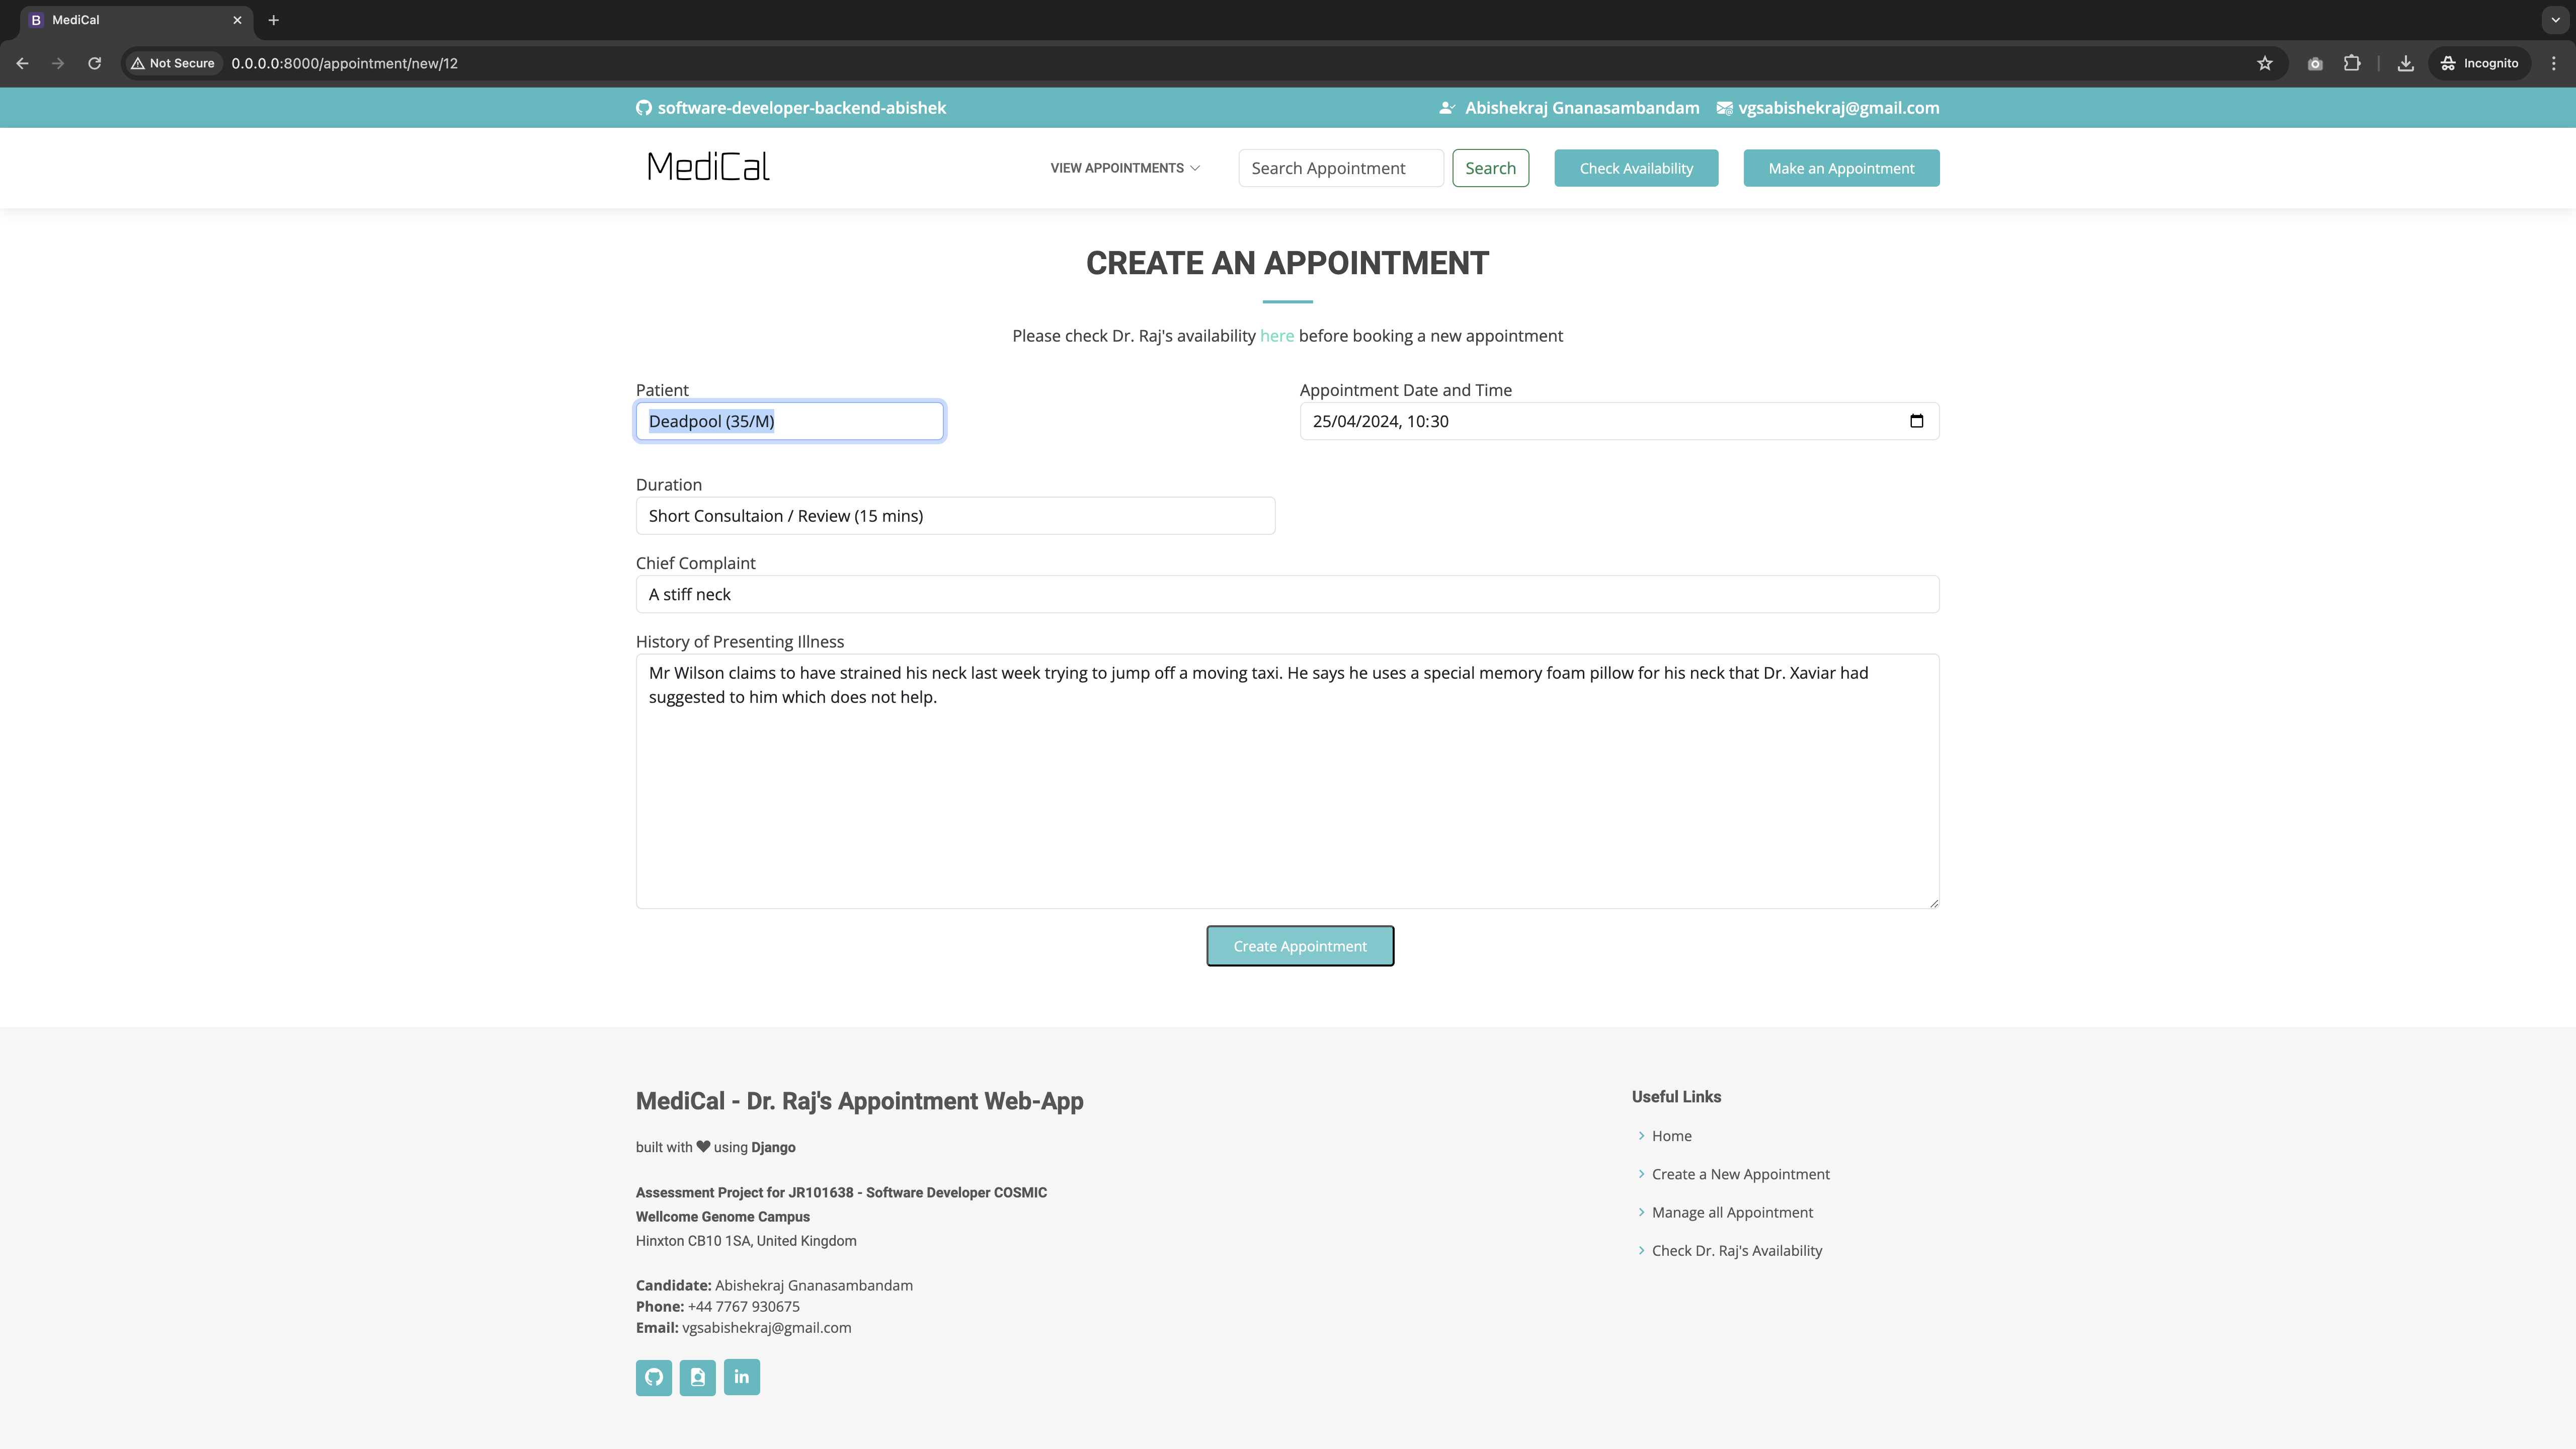 MediCal
Not Secure 0.0.0.0:8000/appointment/new/12
Incognito
software-developer-backend-abishek
Abishekraj Gnanasambandam vgsabishekraj@gmail.com
MediCal
VIEW APPOINTMENTS Search Appointment Search Check Availability Make an Appointment
CREATE AN APPOINTMENT
Please check Dr. Raj's availability here before booking a new appointment
Patient
Deadpool (35/M)
Appointment Date and Time
25/04/2024, 10:30
Duration
Short Consultaion / Review (15 mins)
Chief Complaint
A stiff neck
History of Presenting Illness
Mr Wilson claims to have strained his neck last week trying to jump off a moving taxi. He says he uses a special memory foam pillow for his neck that Dr. Xaviar had
suggested to him which does not help.
Create Appointment
MediCal - Dr. Raj's Appointment Web-App
built with ♥ using Django
Assessment Project for JR101638 - Software Developer COSMIC
Wellcome Genome Campus
Hinxton CB10 1SA, United Kingdom
Candidate: Abishekraj Gnanasambandam
Phone: +44 7767 930675
Email: vgsabishekraj@gmail.com
Useful Links
Home
Create a New Appointment
Manage all Appointment
Check Dr. Raj's Availability